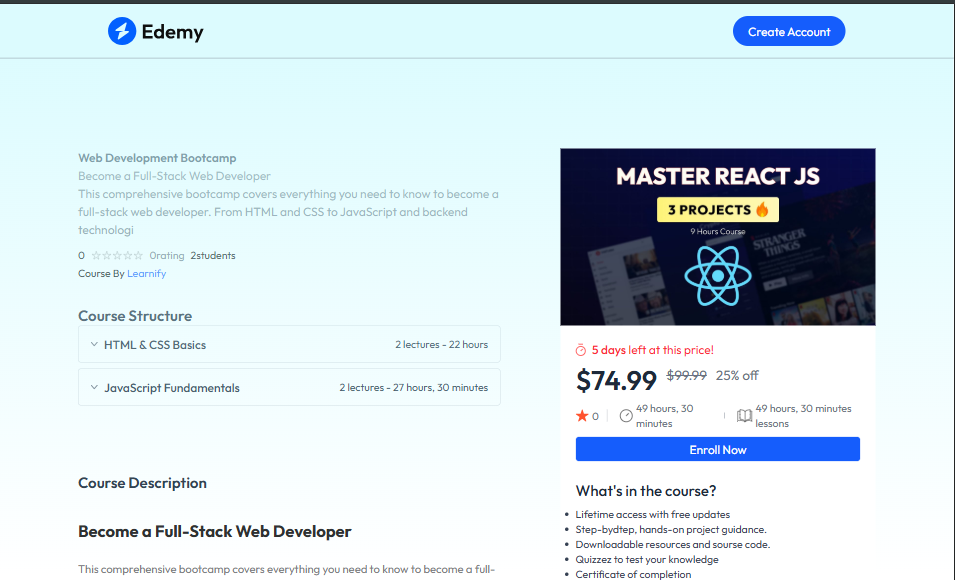 Edemy
Create Account
Web Development Bootcamp
Become a Full-Stack Web Developer
This comprehensive bootcamp covers everything you need to know to become a
full-stack web developer. From HTML and CSS to JavaScript and backend
technologi
0 ☆☆☆☆☆ 0rating 2students
Course By Learnify
Course Structure
HTML & CSS Basics 2 lectures - 22 hours
JavaScript Fundamentals 2 lectures - 27 hours, 30 minutes
Course Description
Become a Full-Stack Web Developer
This comprehensive bootcamp covers everything you need to know to become a full-
MASTER REACT JS
3 PROJECTS 🔥
9 Hours Course
STRANGER
THINGS
5 days left at this price!
$74.99 $99.99 25% off
0
49 hours, 30
minutes
49 hours, 30 minutes
lessons
Enroll Now
What's in the course?
• Lifetime access with free updates
• Step-bydtep, hands-on project guidance.
• Downloadable resources and sourse code.
• Quizzez to test your knowledge
• Certificate of completion